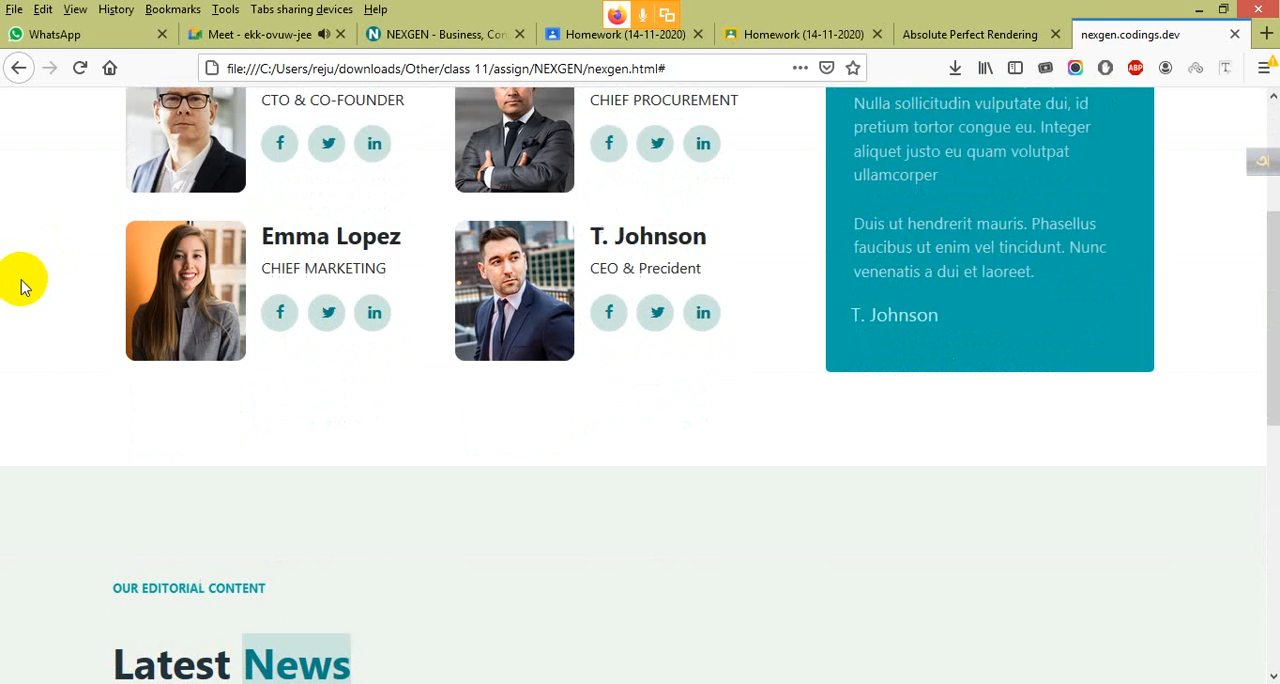 File Edit View History Bookmarks Tools Tabs sharing devices Help
WhatsApp
Meet - ekk-ovuw-jee
NEXGEN - Business, Con
Homework (14-11-2020)
Homework (14-11-2020)
Absolute Perfect Rendering
nexgen.codings.dev
file:///C:/Users/reju/downloads/Other/class 11/assign/NEXGEN/nexgen.html#
CTO & CO-FOUNDER
CHIEF PROCUREMENT
Emma Lopez
CHIEF MARKETING
T. Johnson
CEO & Precident
Nulla sollicitudin vulputate dui, id
pretium tortor congue eu. Integer
aliquet justo eu quam volutpat
ullamcorper
Duis ut hendrerit mauris. Phasellus
faucibus ut enim vel tincidunt. Nunc
venenatis a dui et laoreet.
T. Johnson
OUR EDITORIAL CONTENT
Latest News